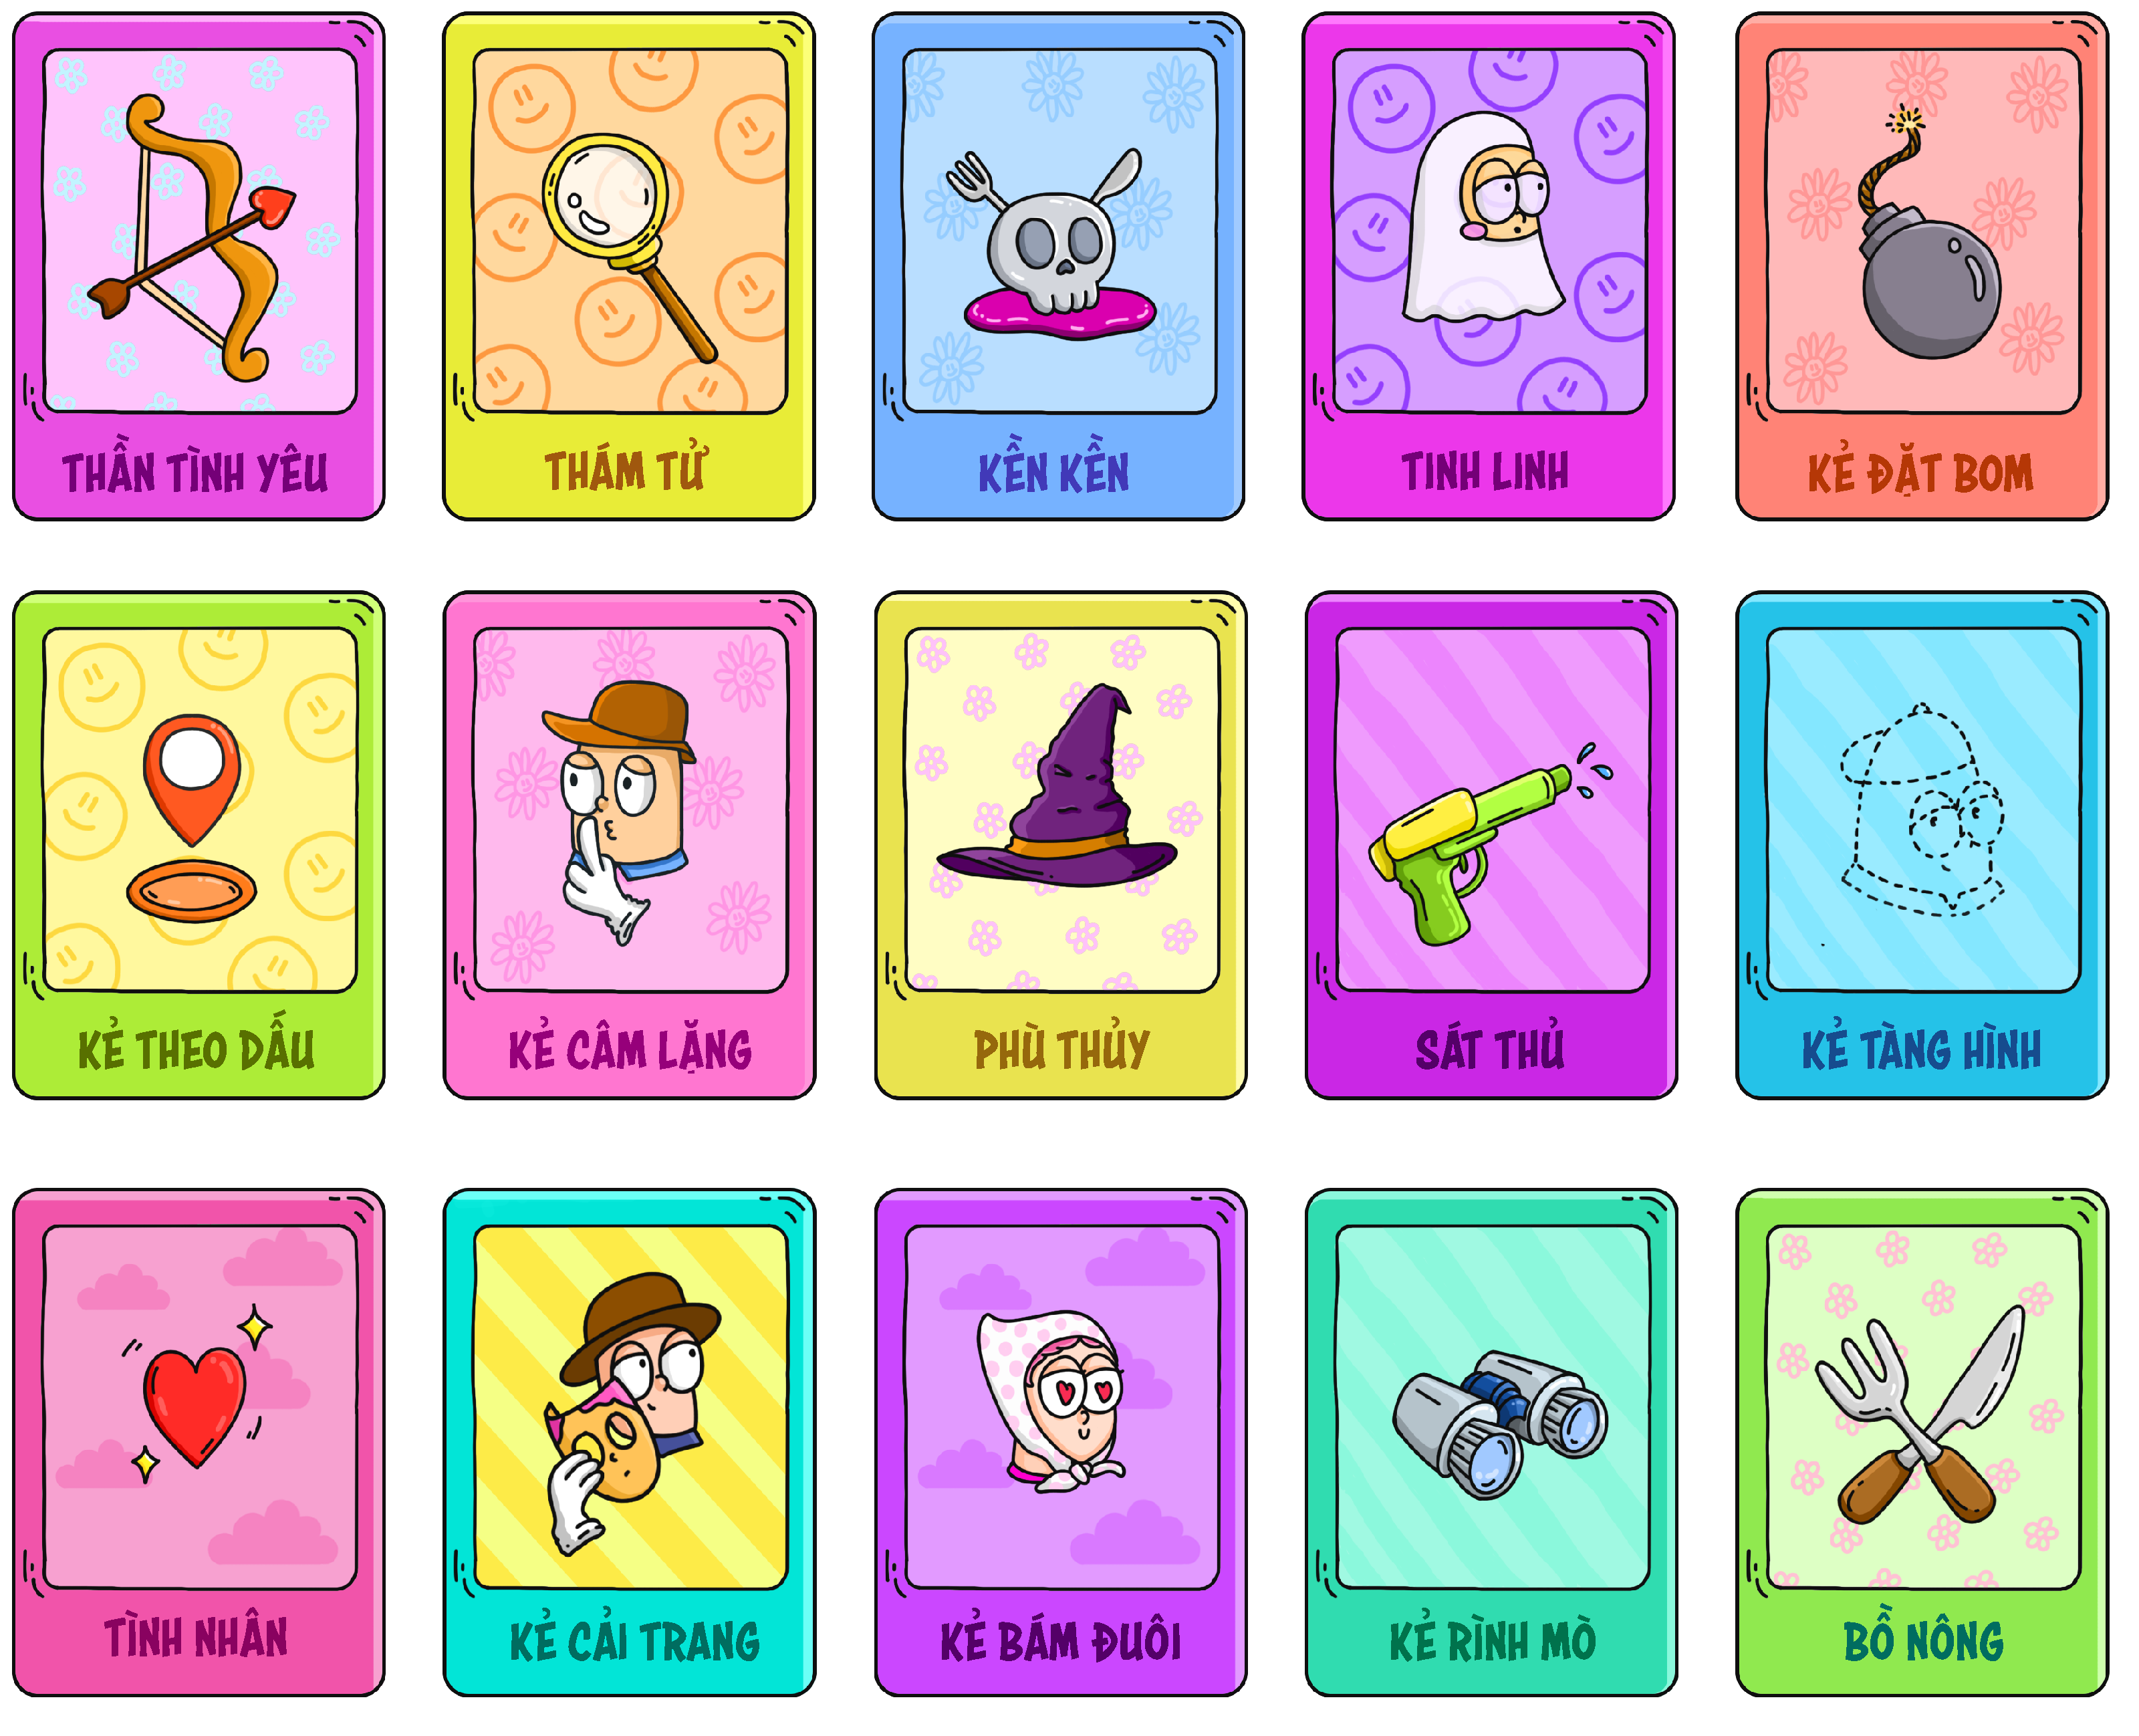 THẦN TÌNH YÊU
THÁM TỬ
KỀN KỀN
TINH LINH
KẺ ĐẶT BOM
KẺ THEO DẤU
KẺ CÂM LẶNG
PHÙ THỦY
SÁT THỦ
KẺ TÀNG HÌNH
TÌNH NHÂN
KẺ CẢI TRANG
KẺ BÁM ĐUÔI
KẺ RÌNH MÒ
BỒ NÔNG